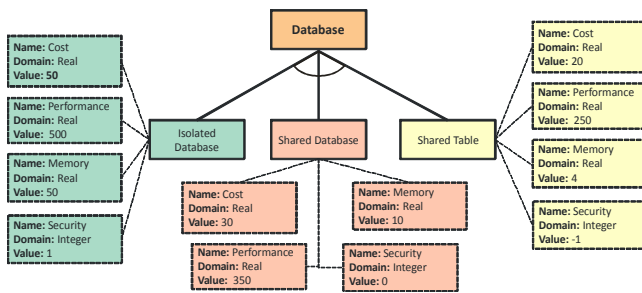 Database
Name: Cost
Domain: Real
Value: 50
Name: Performance
Domain: Real
Value: 500
Name: Memory
Domain: Real
Value: 50
Name: Security
Domain: Integer
Value: 1
Isolated
Database
Shared Database
Shared Table
Name: Cost
Domain: Real
Value: 30
Name: Memory
Domain: Real
Value: 10
Name: Performance
Domain: Real
Value: 350
Name: Security
Domain: Integer
Value: 0
Name: Cost
Domain: Real
Value: 20
Name: Performance
Domain: Real
Value: 250
Name: Memory
Domain: Real
Value: 4
Name: Security
Domain: Integer
Value: -1